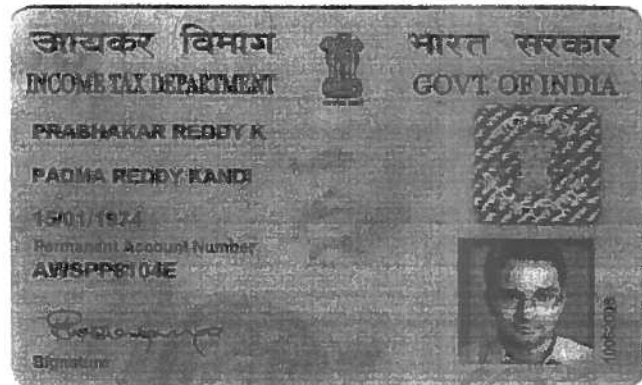 आयकर विभाग
भारत सरकार
INCOME TAX DEPARTMENT
GOVT. OF INDIA
PRABHAKAR REDDY K
PADMA REDDY KANDI
15/01/1974
Permanent Account Number
AWSPP8104E
Signature